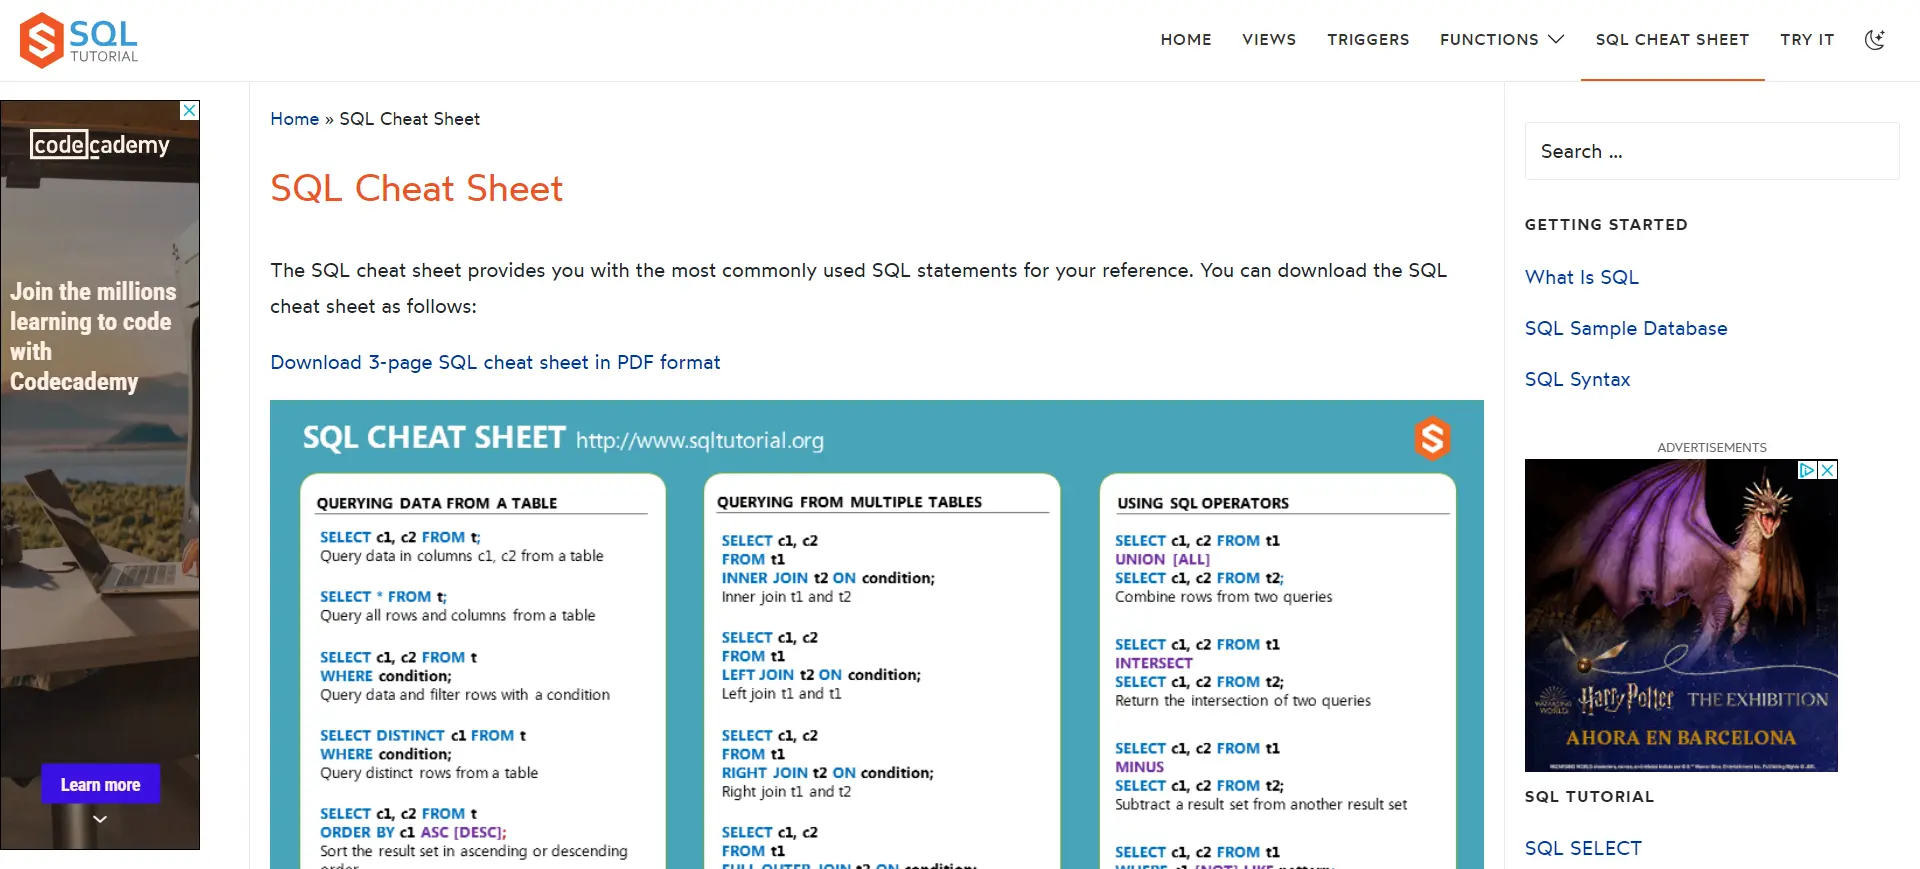 SQL
TUTORIAL
HOME
VIEWS
TRIGGERS
FUNCTIONS
SQL CHEAT SHEET
TRY IT
codecademy
Join the millions
learning to code
with
Codecademy
Learn more
Home » SQL Cheat Sheet
SQL Cheat Sheet
The SQL cheat sheet provides you with the most commonly used SQL statements for your reference. You can download the SQL
cheat sheet as follows:
Download 3-page SQL cheat sheet in PDF format
SQL CHEAT SHEET http://www.sqltutorial.org
QUERYING DATA FROM A TABLE
SELECT c1, c2 FROM t;
Query data in columns c1, c2 from a table
SELECT * FROM t;
Query all rows and columns from a table
SELECT c1, c2 FROM t
WHERE condition;
Query data and filter rows with a condition
SELECT DISTINCT c1 FROM t
WHERE condition;
Query distinct rows from a table
SELECT c1, c2 FROM t
ORDER BY c1 ASC [DESC];
Sort the result set in ascending or descending
order
QUERYING FROM MULTIPLE TABLES
SELECT c1, c2
FROM t1
INNER JOIN t2 ON condition;
Inner join t1 and t2
SELECT c1, c2
FROM t1
LEFT JOIN t2 ON condition;
Left join t1 and t1
SELECT c1, c2
FROM t1
RIGHT JOIN t2 ON condition;
Right join t1 and t2
SELECT c1, c2
FROM t1
FULL OUTER JOIN t2 ON condition;
USING SQL OPERATORS
SELECT c1, c2 FROM t1
UNION [ALL]
SELECT c1, c2 FROM t2;
Combine rows from two queries
SELECT c1, c2 FROM t1
INTERSECT
SELECT c1, c2 FROM t2;
Return the intersection of two queries
SELECT c1, c2 FROM t1
MINUS
SELECT c1, c2 FROM t2;
Subtract a result set from another result set
SELECT c1, c2 FROM t1
WHERE c1 [NOT] LIKE pattern;
Search ...
GETTING STARTED
What Is SQL
SQL Sample Database
SQL Syntax
ADVERTISEMENTS
WIZARDING
WORLD
Harry Potter THE EXHIBITION
AHORA EN BARCELONA
SQL TUTORIAL
SQL SELECT